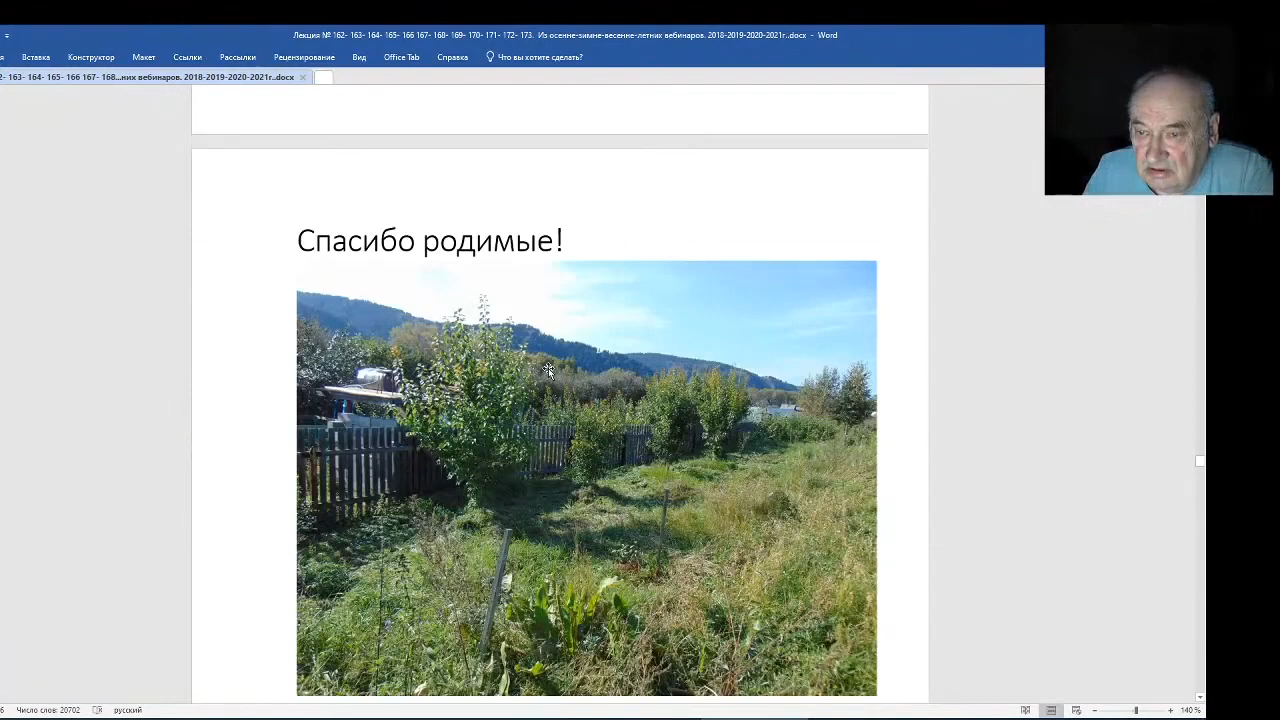 Лекция № 162- 163- 164- 165- 166 167- 168- 169- 170- 171- 172- 173. Из осенне-зимне-весенне-летних вебинаров. 2018-2019-2020-2021г..docx - Word
Вставка Конструктор Макет Ссылки Рассылки Рецензирование Вид Office Tab Справка Что вы хотите сделать?
2- 163- 164- 165- 166 167- 168...них вебинаров. 2018-2019-2020-2021г..docx
Спасибо родимые!
Число слов: 20702 русский 140 %